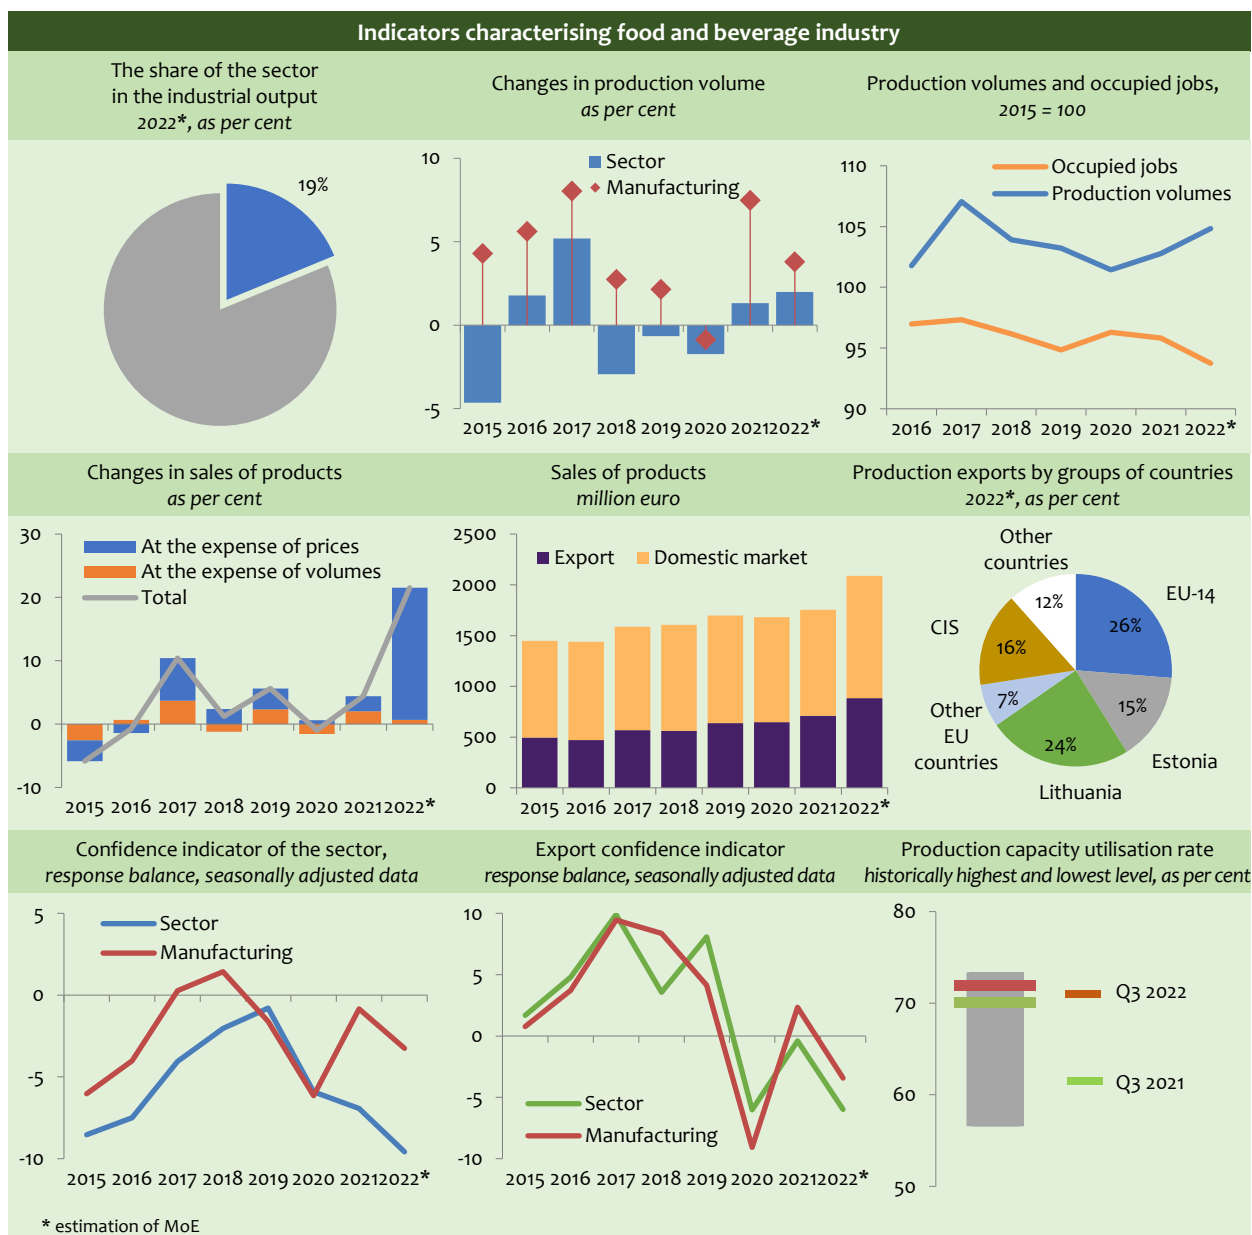 Indicators characterising food and beverage industry
The share of the sector
in the industrial output
2022*, as per cent
19%
Changes in production volume
as per cent
10
5
0
-5
Sector
Manufacturing
2015 2016 2017 2018 2019 2020 2021 2022*
Production volumes and occupied jobs,
2015 = 100
110
105
100
95
90
Occupied jobs
Production volumes
2016 2017 2018 2019 2020 2021 2022*
Changes in sales of products
as per cent
30
20
10
0
-10
At the expense of prices
At the expense of volumes
Total
2015 2016 2017 2018 2019 2020 2021 2022*
Sales of products
million euro
2500
2000
1500
1000
500
0
Export Domestic market
2015 2016 2017 2018 2019 2020 2021 2022*
Production exports by groups of countries
2022*, as per cent
Other
countries
12%
EU-14
26%
CIS
16%
7%
15%
Other
EU
countries
24%
Estonia
Lithuania
Confidence indicator of the sector,
response balance, seasonally adjusted data
5
0
-5
-10
Sector
Manufacturing
2015 2016 2017 2018 2019 2020 2021 2022*
Export confidence indicator
response balance, seasonally adjusted data
10
5
0
-5
-10
Sector
Manufacturing
2015 2016 2017 2018 2019 2020 2021 2022*
Production capacity utilisation rate
historically highest and lowest level, as per cent
80
70
60
50
Q3 2022
Q3 2021
* estimation of MoE